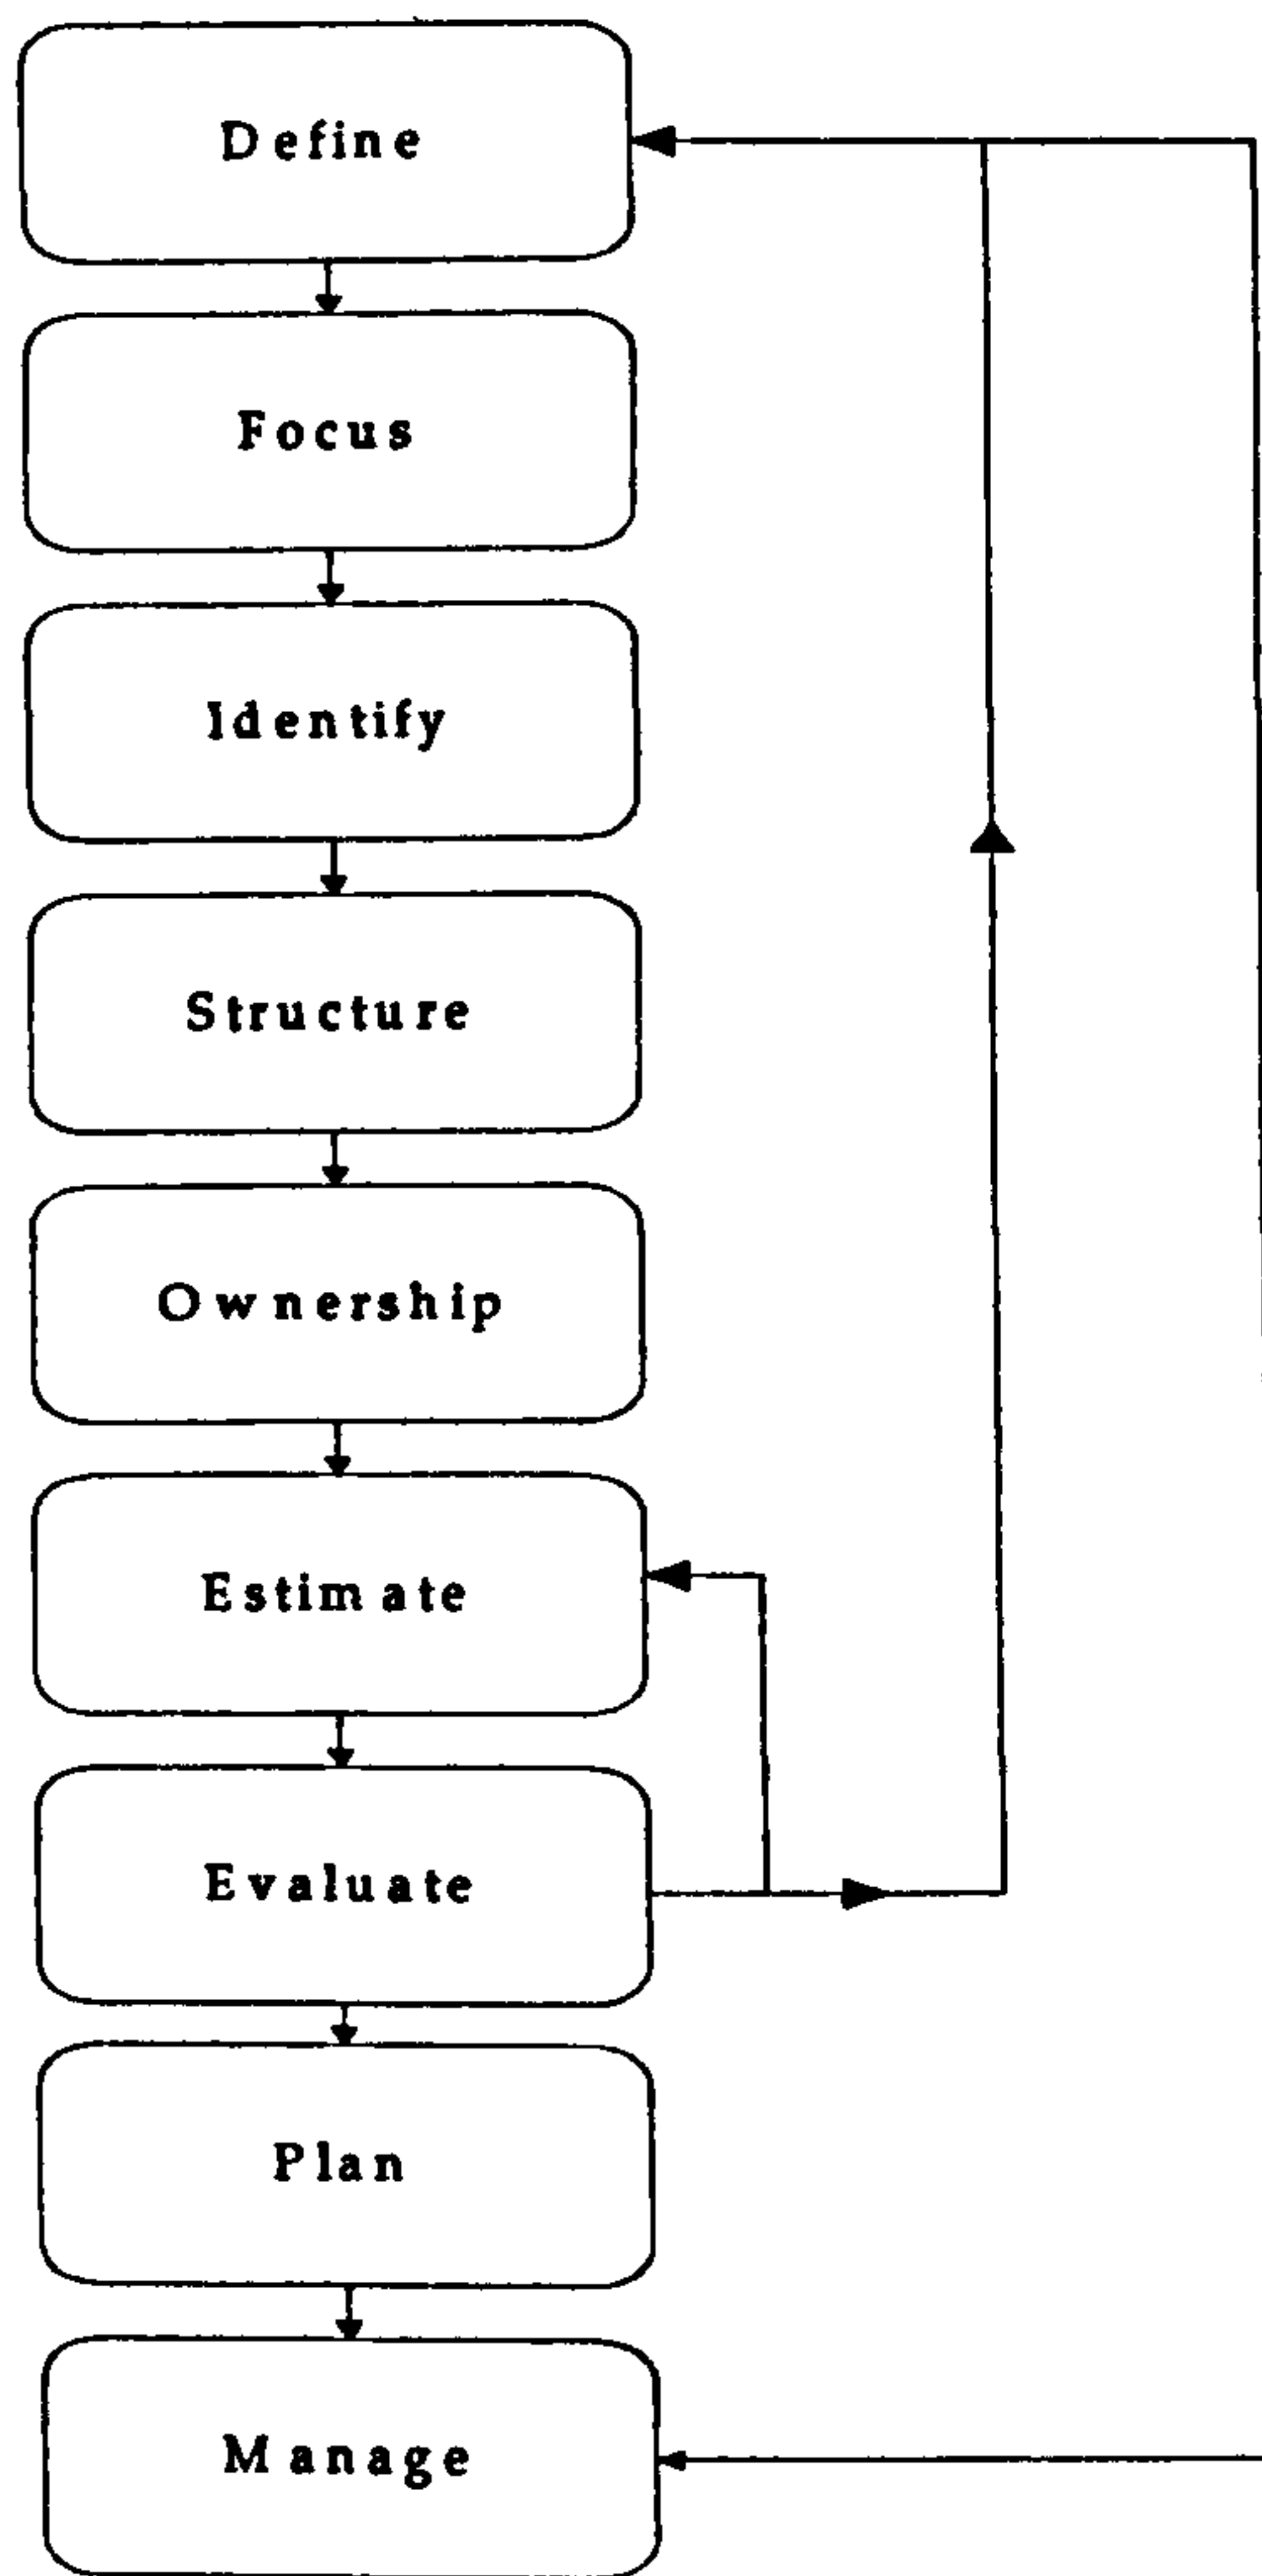 Define
Focus
Identify
Structure
Ownership
Estimate
Evaluate
Plan
Manage